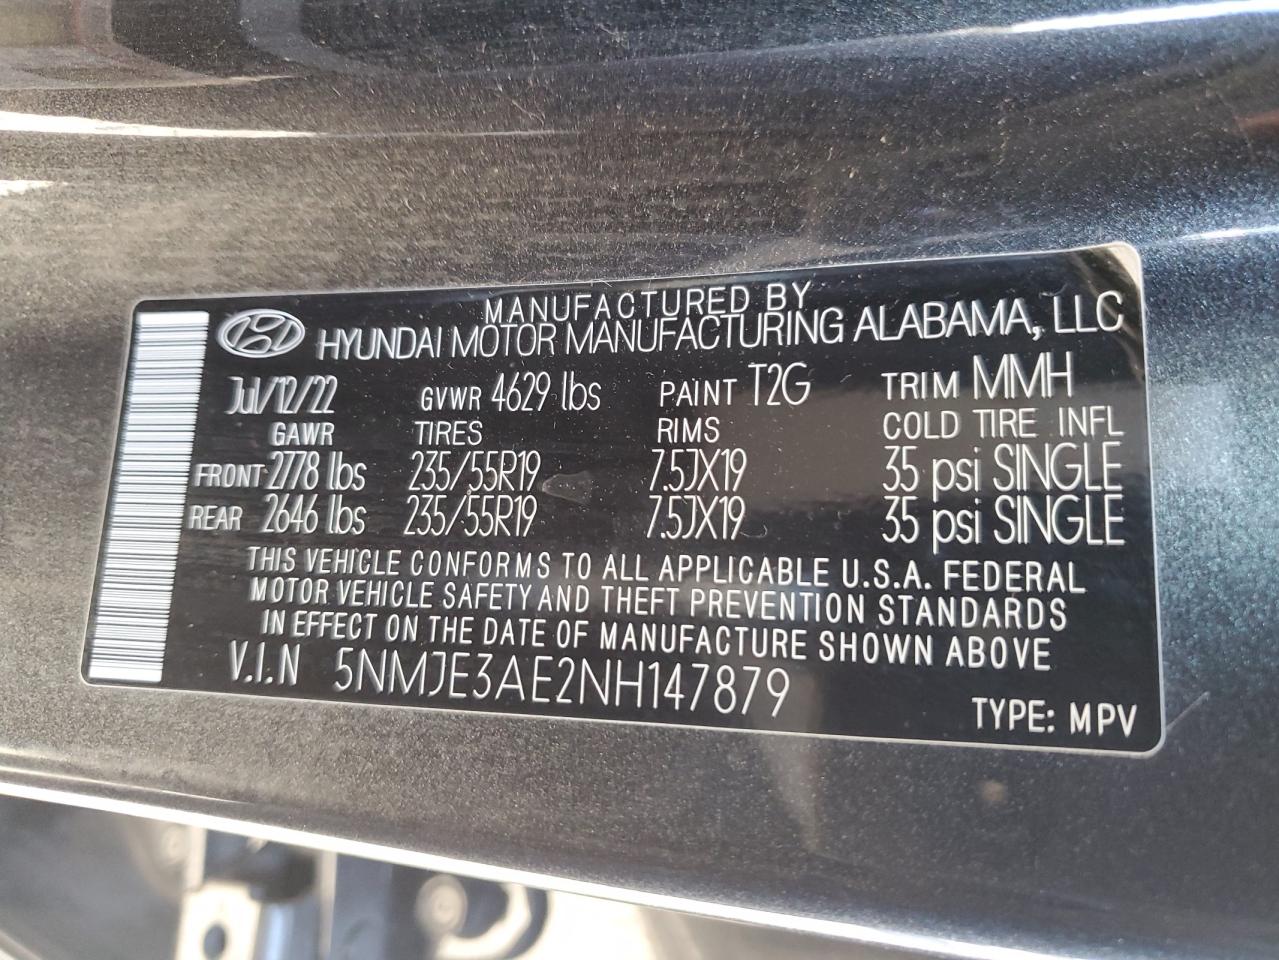 MANUFACTURED BY
HYUNDAI MOTOR MANUFACTURING ALABAMA, LLC
Jul/12/22 GVWR 4629 lbs PAINT T2G TRIM MMH
GAWR TIRES RIMS COLD TIRE INFL
FRONT 2778 lbs 235/55R19 7.5JX19 35 psi SINGLE
REAR 2646 lbs 235/55R19 7.5JX19 35 psi SINGLE
THIS VEHICLE CONFORMS TO ALL APPLICABLE U.S.A. FEDERAL
MOTOR VEHICLE SAFETY AND THEFT PREVENTION STANDARDS
IN EFFECT ON THE DATE OF MANUFACTURE SHOWN ABOVE
V.I.N 5NMJE3AE2NH147879
TYPE: MPV